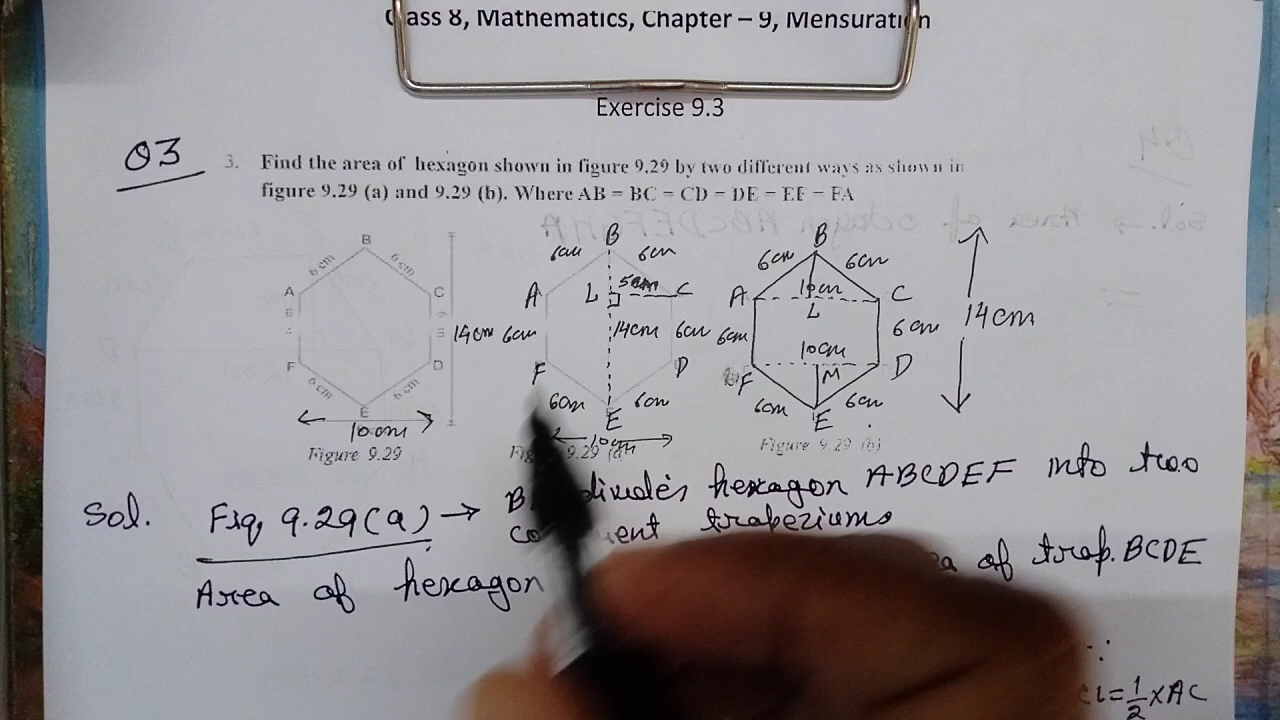 Class 8, Mathematics, Chapter – 9, Mensuration
Exercise 9.3
Q3
3. Find the area of hexagon shown in figure 9.29 by two different ways as shown in
figure 9.29 (a) and 9.29 (b). Where AB = BC = CD = DE = EF = FA
B
6 cm 6 cm
A C
14cm
F D
6 cm 6 cm
E
10 cm
Figure 9.29
B
6cm 6cm
A L 5cm C
6cm 14cm 6cm
F D
6cm 6cm
E
10cm
9.29 (a)
B
6cm 6cm
A 10cm C
L
6cm 6cm 14cm
10cm
F M D
6cm 6cm
E
Figure 9.29 (b)
Sol. Fig 9.29(a) → divides hexagon ABCDEF into two
trapeziums
Area of hexagon of trap. BCDE
∵
= 1/2 × AC